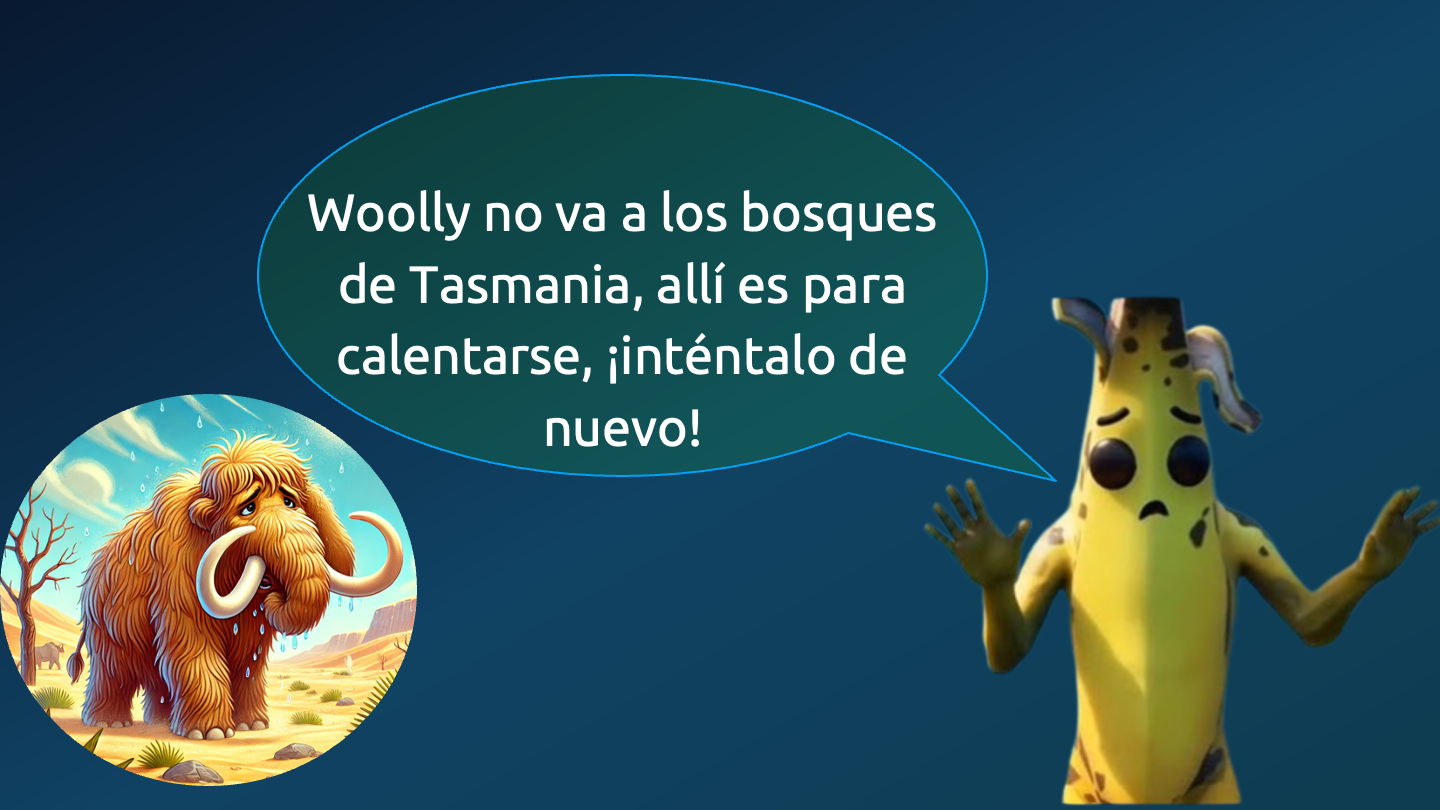 Woolly no va a los bosques
de Tasmania, allí es para
calentarse, ¡inténtalo de
nuevo!